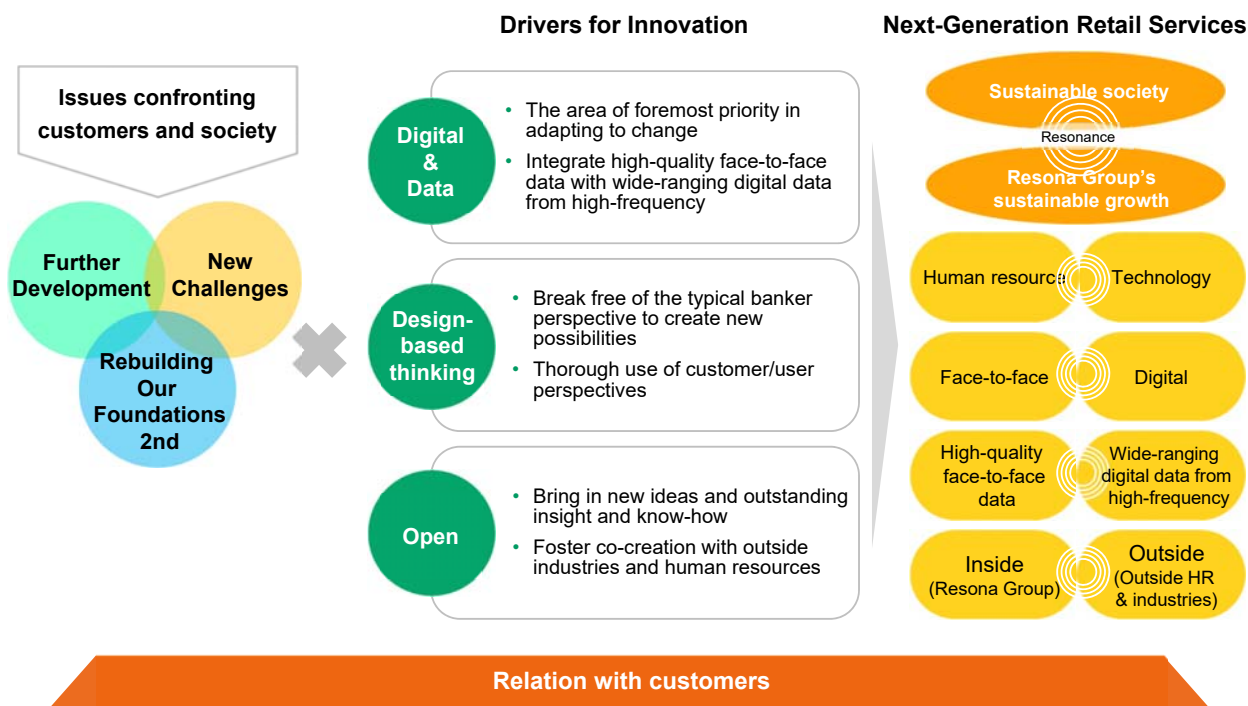 Drivers for Innovation
Next-Generation Retail Services
Issues confronting
customers and society
Further
Development
New
Challenges
Rebuilding
Our
Foundations
2nd
Digital
&
Data
• The area of foremost priority in
adapting to change
• Integrate high-quality face-to-face
data with wide-ranging digital data
from high-frequency
Design-
based
thinking
• Break free of the typical banker
perspective to create new
possibilities
• Thorough use of customer/user
perspectives
Open
• Bring in new ideas and outstanding
insight and know-how
• Foster co-creation with outside
industries and human resources
Sustainable society
Resonance
Resona Group's
sustainable growth
Human resource
Technology
Face-to-face
Digital
High-quality
face-to-face
data
Wide-ranging
digital data from
high-frequency
Inside
(Resona Group)
Outside
(Outside HR
& industries)
Relation with customers